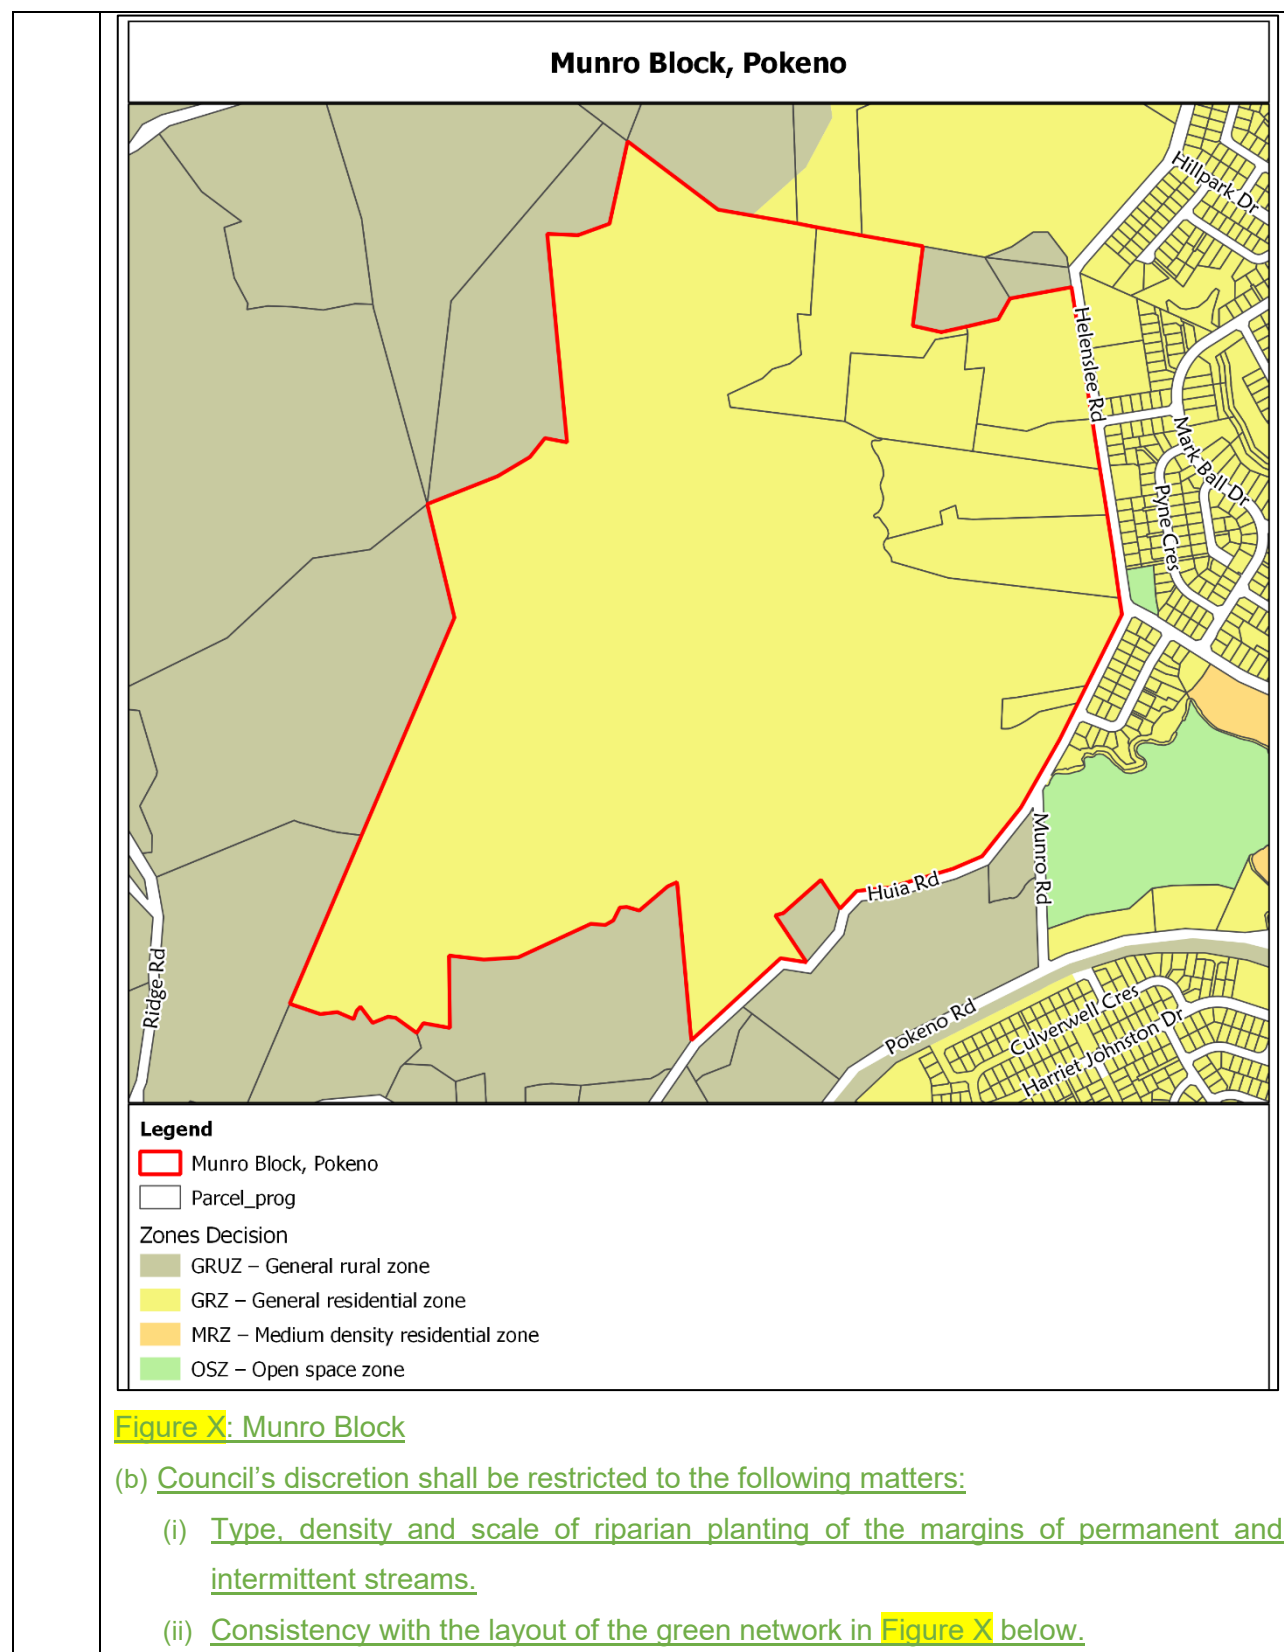 Munro Block, Pokeno
Hillpark Dr
Helenslee Rd
Mark Ball Dr
Pyne Cres
Munro Rd
Huia Rd
Ridge Rd
Pokeno Rd
Culverwell Cres
Harriet Johnston Dr
Legend
Munro Block, Pokeno
Parcel_prog
Zones Decision
GRUZ – General rural zone
GRZ – General residential zone
MRZ – Medium density residential zone
OSZ – Open space zone
Figure X: Munro Block
(b) Council’s discretion shall be restricted to the following matters:
(i) Type, density and scale of riparian planting of the margins of permanent and
intermittent streams.
(ii) Consistency with the layout of the green network in Figure X below.